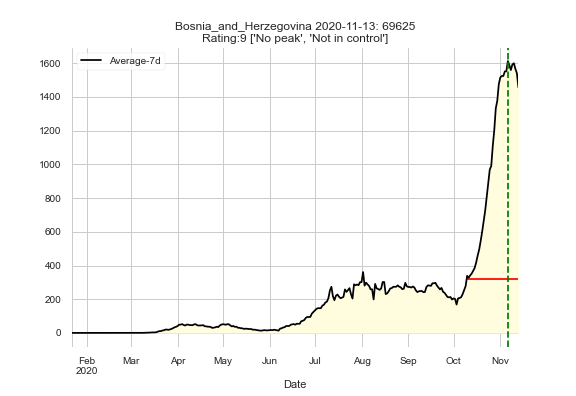 Bosnia_and_Herzegovina 2020-11-13: 69625
Rating:9 ['No peak', 'Not in control']
Average-7d
1600
1400
1200
1000
800
600
400
200
0
Feb Mar Apr May Jun Jul Aug Sep Oct Nov
2020
Date